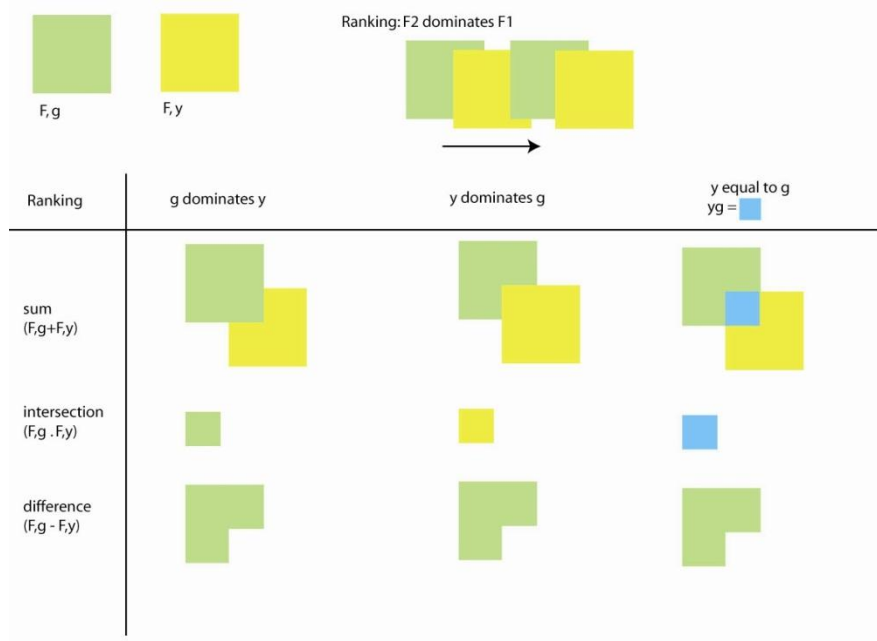 Ranking: F2 dominates F1
F, g
F, y
Ranking
g dominates y
y dominates g
y equal to g
yg =
sum
(F,g+F,y)
intersection
(F,g . F,y)
difference
(F,g - F,y)